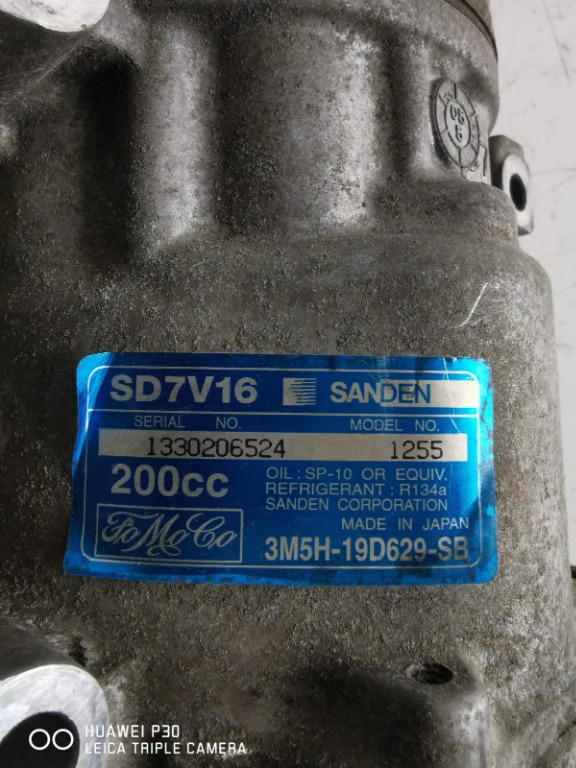 SD7V16 SANDEN
SERIAL NO. MODEL NO.
1330206524 1255
200cc
OIL : SP-10 OR EQUIV.
REFRIGERANT : R134a
SANDEN CORPORATION
MADE IN JAPAN
FoMoCo 3M5H-19D629-SB
HUAWEI P30
LEICA TRIPLE CAMERA